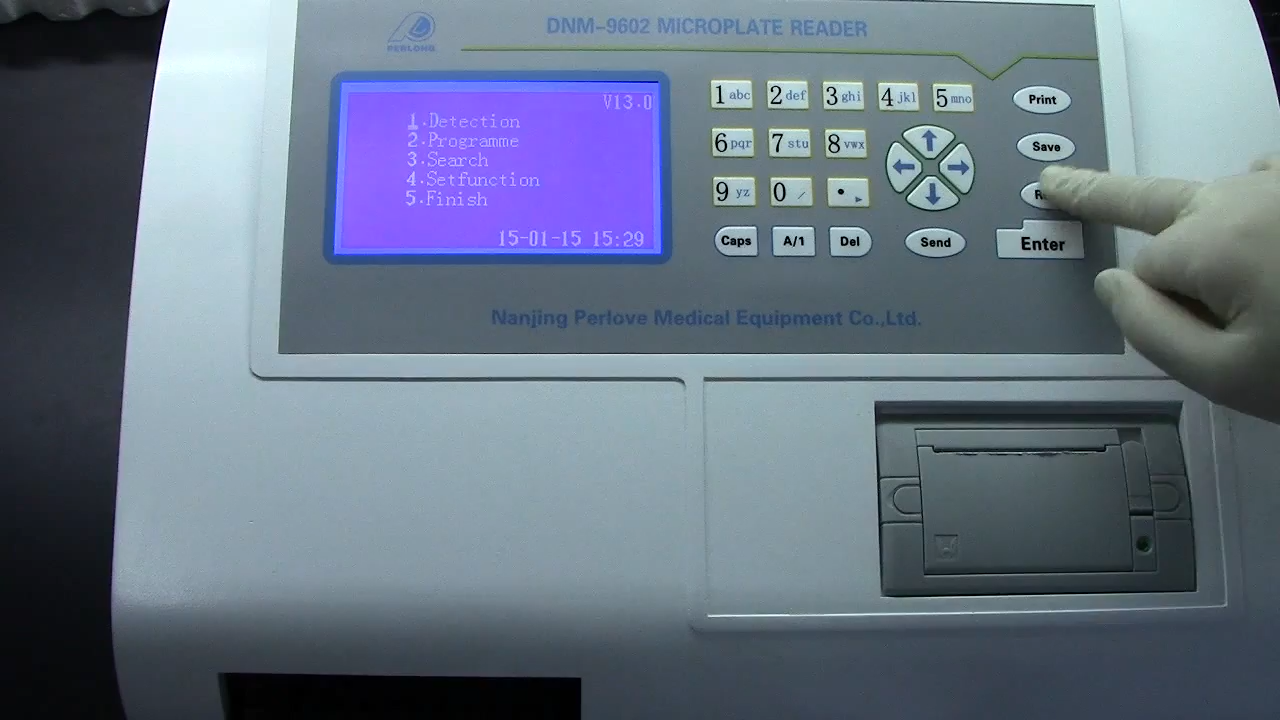 PERLONG
DNM-9602 MICROPLATE READER
V13.0
1.Detection
2.Programme
3.Search
4.Setfunction
5.Finish
15-01-15 15:29
1 abc 2 def 3 ghi 4 jkl 5 mno
6 pqr 7 stu 8 vwx
9 yz 0 / .
Caps A/1 Del Send
Print
Save
Enter
Nanjing Perlove Medical Equipment Co.,Ltd.